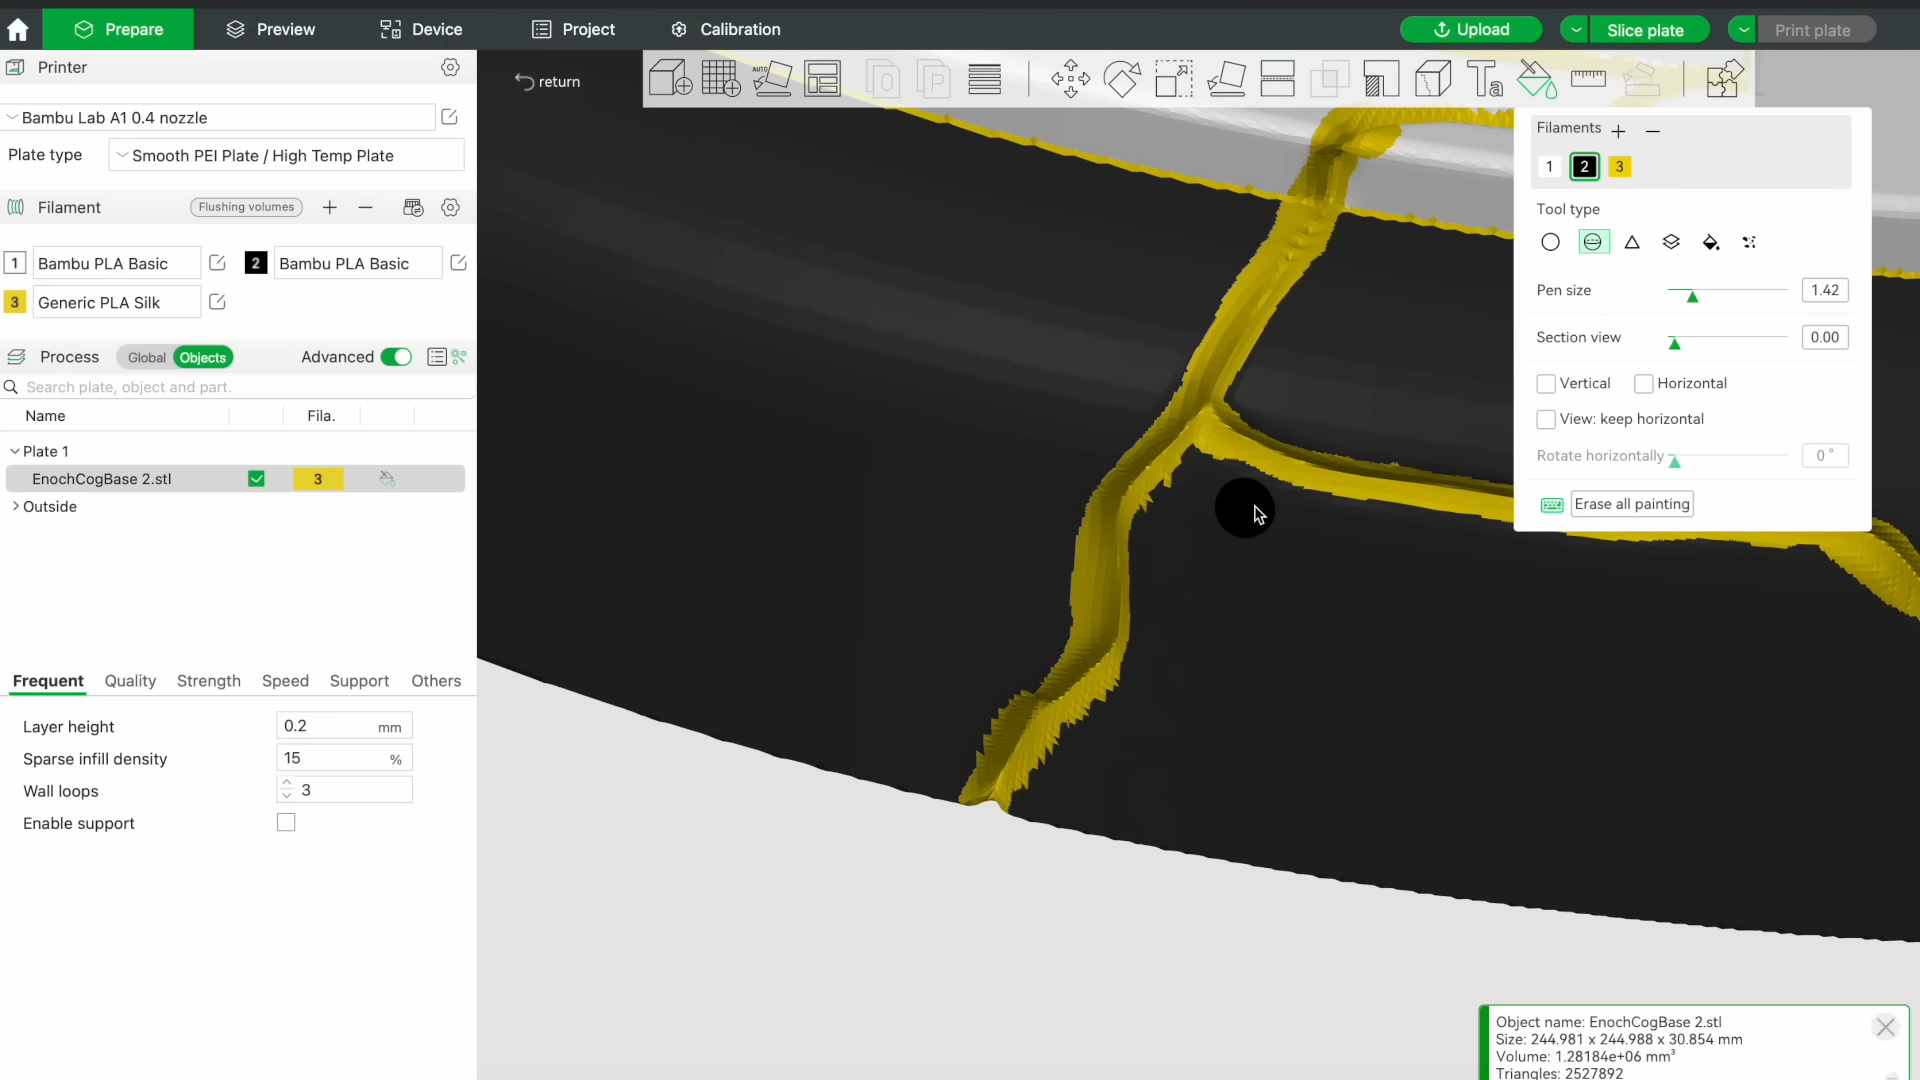 Prepare Preview Device Project Calibration Upload Slice plate Print plate
Printer
return
AUTO
O P Ta
Bambu Lab A1 0.4 nozzle
Plate type Smooth PEI Plate / High Temp Plate
Filament Flushing volumes
1 Bambu PLA Basic 2 Bambu PLA Basic
3 Generic PLA Silk
Process Global Objects Advanced
Search plate, object and part.
Name Fila.
Plate 1
EnochCogBase 2.stl 3
Outside
Frequent Quality Strength Speed Support Others
Layer height 0.2 mm
Sparse infill density 15 %
Wall loops 3
Enable support
Filaments
1 2 3
Tool type
Pen size 1.42
Section view 0.00
Vertical Horizontal
View: keep horizontal
Rotate horizontally 0 °
Erase all painting
Object name: EnochCogBase 2.stl
Size: 244.981 x 244.988 x 30.854 mm
Volume: 1.28184e+06 mm³
Triangles: 2527892